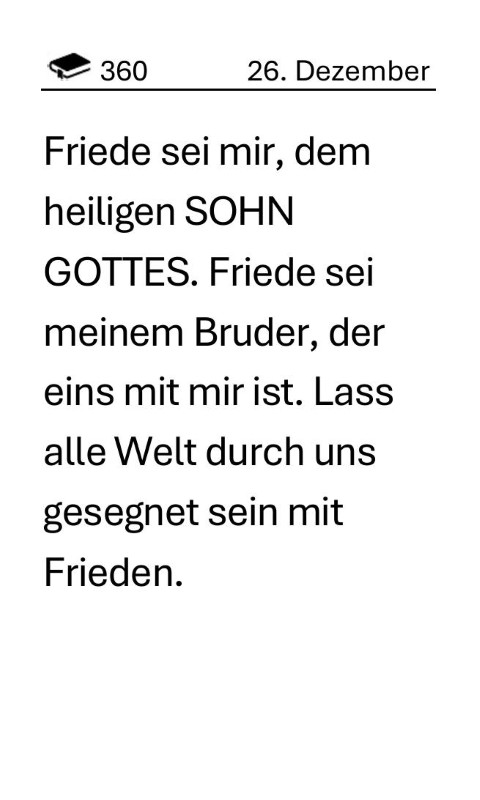 360 26. Dezember
Friede sei mir, dem
heiligen SOHN
GOTTES. Friede sei
meinem Bruder, der
eins mit mir ist. Lass
alle Welt durch uns
gesegnet sein mit
Frieden.